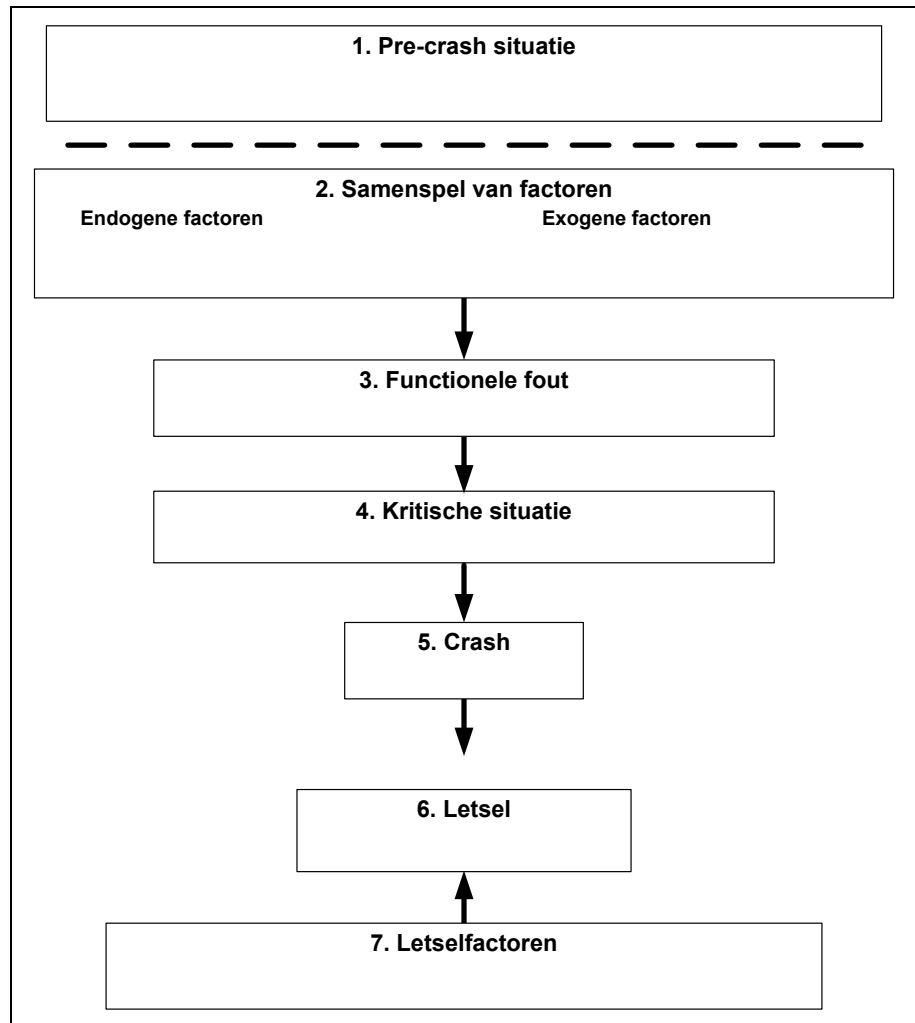 1. Pre-crash situatie
2. Samenspel van factoren
Endogene factoren Exogene factoren
3. Functionele fout
4. Kritische situatie
5. Crash
6. Letsel
7. Letselfactoren